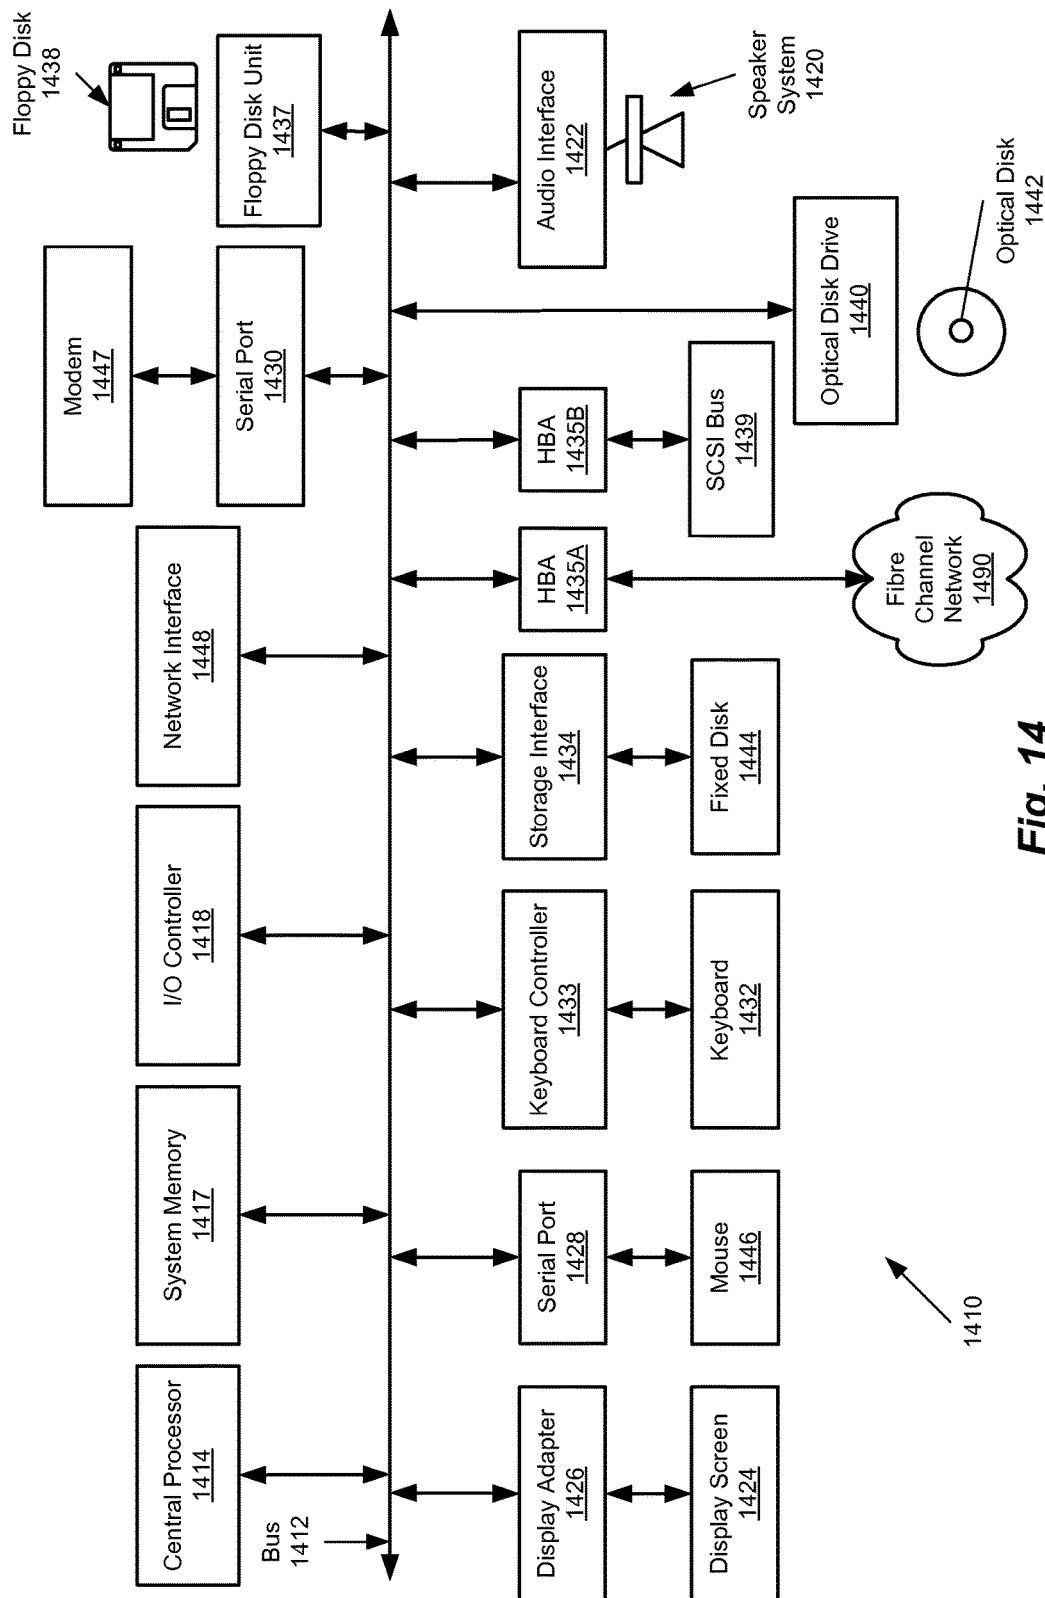 Central Processor
1414
System Memory
1417
I/O Controller
1418
Network Interface
1448
Modem
1447
Serial Port
1430
Floppy Disk
1438
Floppy Disk Unit
1437
Bus
1412
Display Adapter
1426
Display Screen
1424
Serial Port
1428
Mouse
1446
Keyboard Controller
1433
Keyboard
1432
Storage Interface
1434
Fixed Disk
1444
HBA
1435A
Fibre
Channel
Network
1490
HBA
1435B
SCSI Bus
1439
Optical Disk Drive
1440
Optical Disk
1442
Audio Interface
1422
Speaker
System
1420
1410
Fig. 14